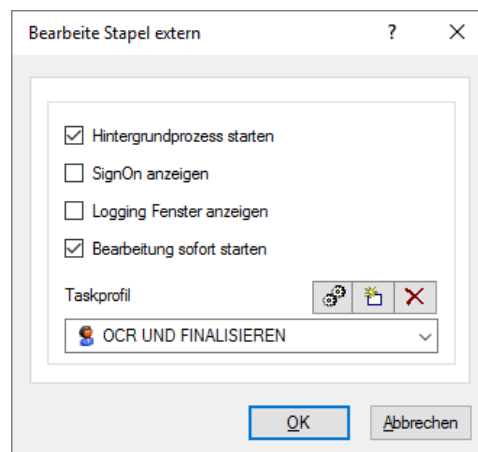 Bearbeite Stapel extern
Hintergrundprozess starten
SignOn anzeigen
Logging Fenster anzeigen
Bearbeitung sofort starten
Taskprofil
OCR UND FINALISIEREN
OK
Abbrechen